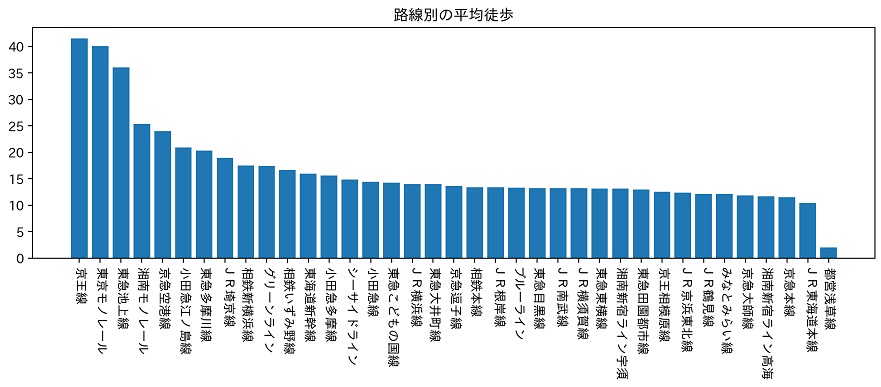 路線別の平均徒歩
40
35
30
25
20
15
10
5
0
京王線
東京モノレール
東急池上線
湘南モノレール
京急空港線
小田急江ノ島線
東急多摩川線
ＪＲ埼京線
相鉄新横浜線
グリーンライン
相鉄いずみ野線
東海道新幹線
小田急多摩線
シーサイドライン
小田急線
東急こどもの国線
ＪＲ横浜線
東急大井町線
京急逗子線
相鉄本線
ＪＲ根岸線
ブルーライン
東急目黒線
ＪＲ南武線
ＪＲ横須賀線
東急東横線
湘南新宿ライン宇須
東急田園都市線
京王相模原線
ＪＲ京浜東北線
ＪＲ鶴見線
みなとみらい線
京急大師線
湘南新宿ライン高海
京急本線
ＪＲ東海道本線
都営浅草線